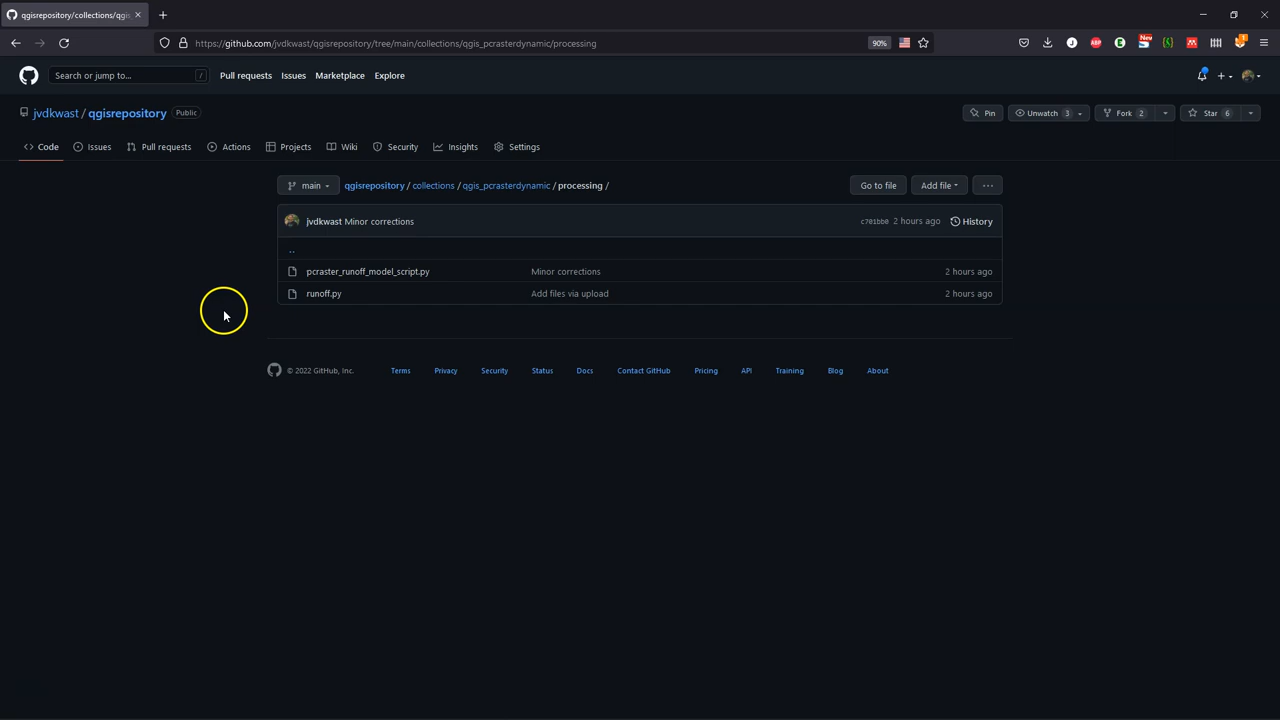 qgisrepository/collections/qgis
https://github.com/jvdkwast/qgisrepository/tree/main/collections/qgis_pcrasterdynamic/processing
90%
New
1
Search or jump to...
/
Pull requests
Issues
Marketplace
Explore
jvdkwast / qgisrepository
Public
Pin
Unwatch 3
Fork 2
Star 6
Code
Issues
Pull requests
Actions
Projects
Wiki
Security
Insights
Settings
main
qgisrepository / collections / qgis_pcrasterdynamic / processing /
Go to file
Add file
...
jvdkwast Minor corrections
c701bb0 2 hours ago
History
..
pcraster_runoff_model_script.py
Minor corrections
2 hours ago
runoff.py
Add files via upload
2 hours ago
© 2022 GitHub, Inc.
Terms
Privacy
Security
Status
Docs
Contact GitHub
Pricing
API
Training
Blog
About